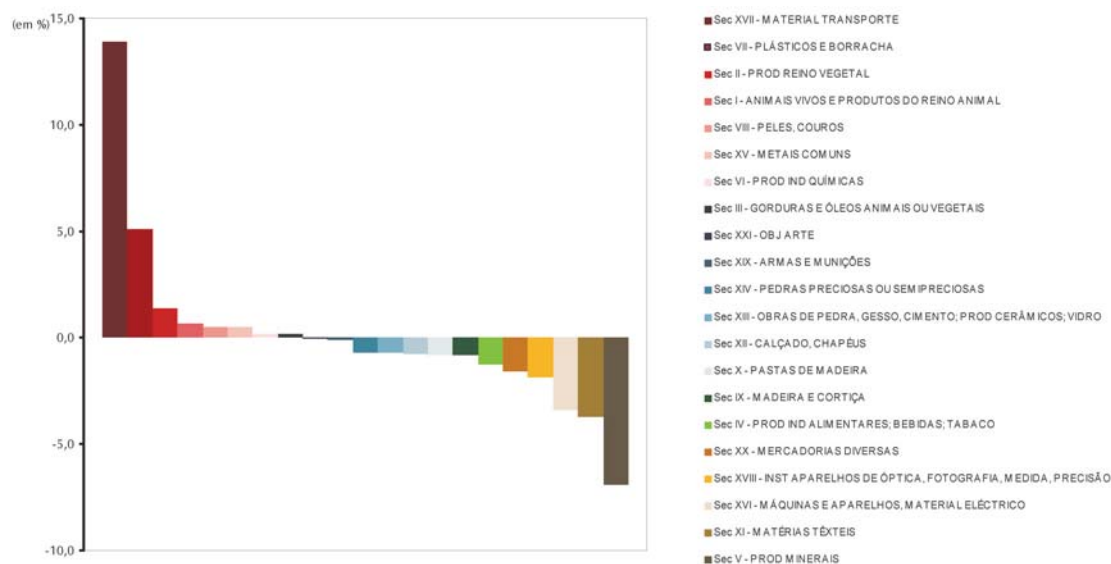 (em %)
15,0
10,0
5,0
0,0
-5,0
-10,0
Sec XVII - MATERIAL TRANSPORTE
Sec VII - PLÁSTICOS E BORRACHA
Sec II - PROD REINO VEGETAL
Sec I - ANIMAIS VIVOS E PRODUTOS DO REINO ANIMAL
Sec VIII - PELES, COUROS
Sec XV - METAIS COMUNS
Sec VI - PROD IND QUÍMICAS
Sec III - GORDURAS E ÓLEOS ANIMAIS OU VEGETAIS
Sec XXI - OBJ ARTE
Sec XIX - ARMAS E MUNIÇÕES
Sec XIV - PEDRAS PRECIOSAS OU SEMIPRECIOSAS
Sec XIII - OBRAS DE PEDRA, GESSO, CIMENTO; PROD CERÂMICOS; VIDRO
Sec XII - CALÇADO, CHAPÉUS
Sec X - PASTAS DE MADEIRA
Sec IX - MADEIRA E CORTIÇA
Sec IV - PROD IND ALIMENTARES; BEBIDAS; TABACO
Sec XX - MERCADORIAS DIVERSAS
Sec XVIII - INST APARELHOS DE ÓPTICA, FOTOGRAFIA, MEDIDA, PRECISÃO
Sec XVI - MÁQUINAS E APARELHOS, MATERIAL ELÉCTRICO
Sec XI - MATÉRIAS TÊXTEIS
Sec V - PROD MINERAIS